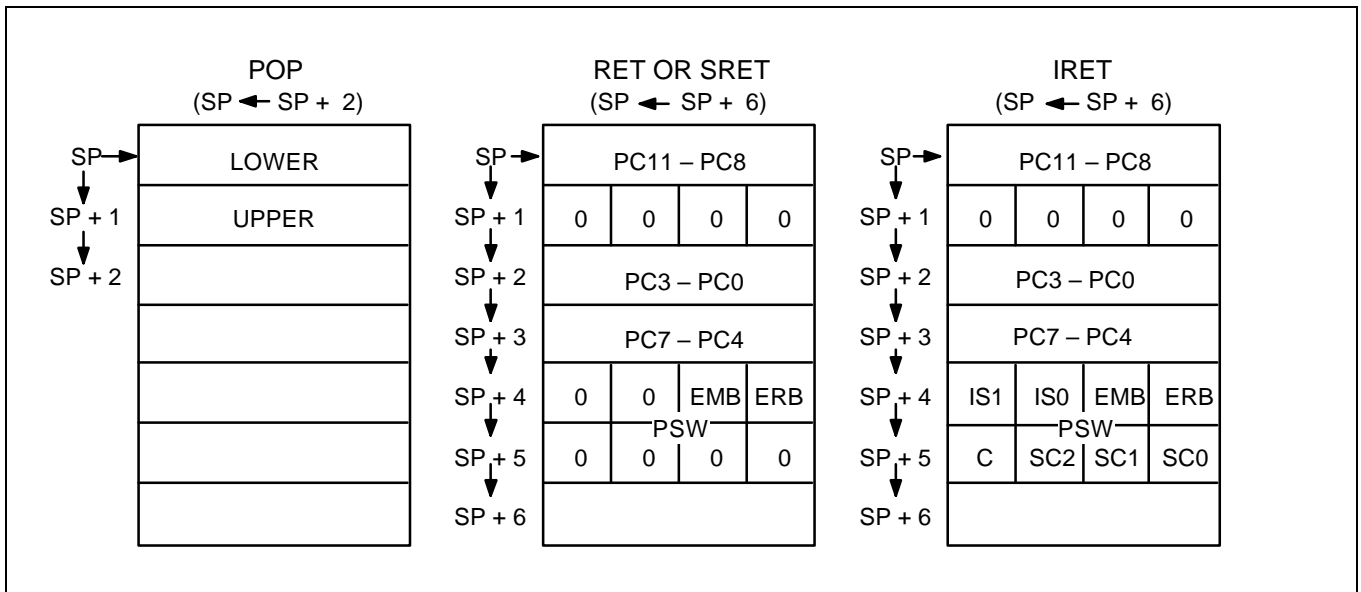 POP
(SP ← SP + 2)
SP
LOWER
SP + 1
UPPER
SP + 2
RET OR SRET
(SP ← SP + 6)
SP
PC11 – PC8
SP + 1
0 0 0 0
SP + 2
PC3 – PC0
SP + 3
PC7 – PC4
SP + 4
0 0 EMB ERB
PSW
SP + 5
0 0 0 0
SP + 6
IRET
(SP ← SP + 6)
SP
PC11 – PC8
SP + 1
0 0 0 0
SP + 2
PC3 – PC0
SP + 3
PC7 – PC4
SP + 4
IS1 IS0 EMB ERB
PSW
SP + 5
C SC2 SC1 SC0
SP + 6